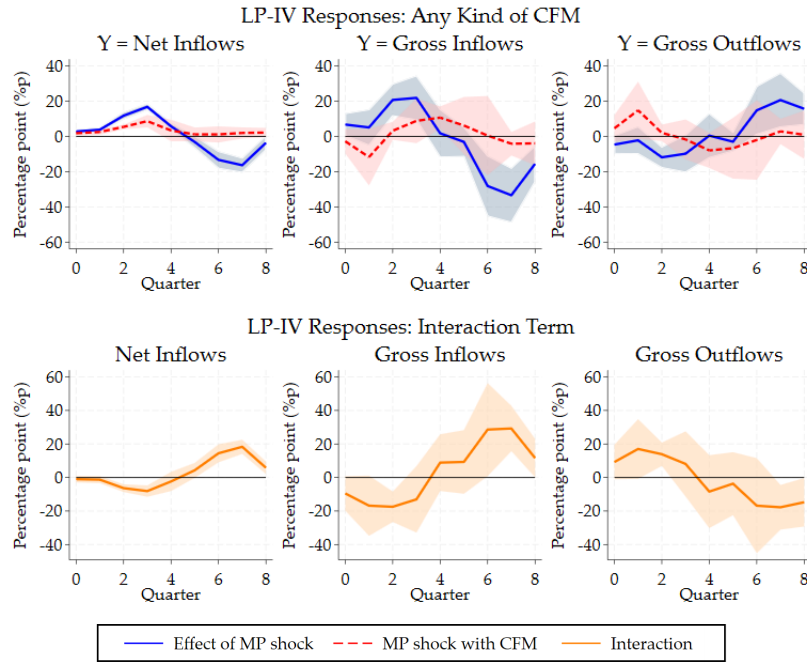 LP-IV Responses: Any Kind of CFM
Y = Net Inflows
Y = Gross Inflows
Y = Gross Outflows
Percentage point (%p)
40
20
0
-20
-40
-60
0 2 4 6 8
Quarter
Percentage point (%p)
40
20
0
-20
-40
-60
0 2 4 6 8
Quarter
Percentage point (%p)
40
20
0
-20
-40
-60
0 2 4 6 8
Quarter
LP-IV Responses: Interaction Term
Net Inflows
Gross Inflows
Gross Outflows
Percentage point (%p)
60
40
20
0
-20
-40
0 2 4 6 8
Quarter
Percentage point (%p)
60
40
20
0
-20
-40
0 2 4 6 8
Quarter
Percentage point (%p)
60
40
20
0
-20
-40
0 2 4 6 8
Quarter
Effect of MP shock
MP shock with CFM
Interaction